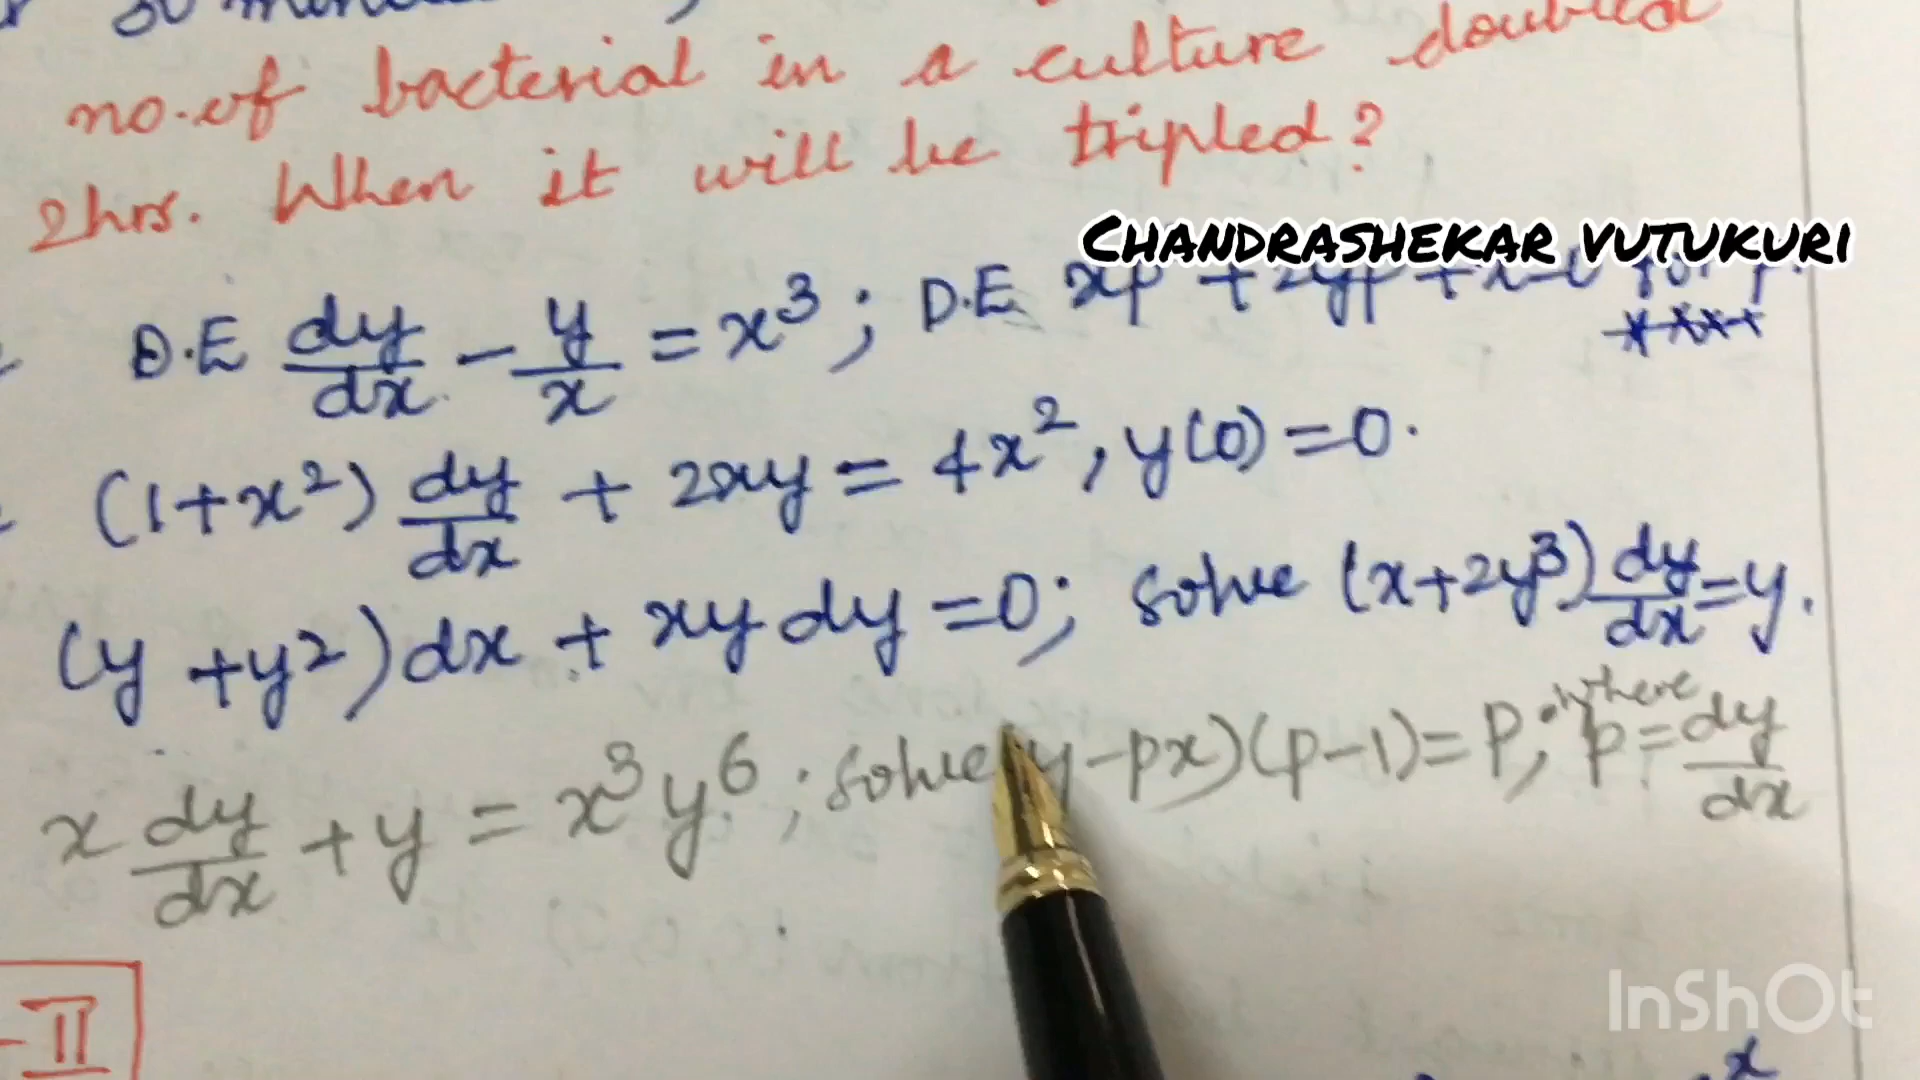 no.of bacterial in a culture doubled
2hrs. When it will be tripled?
CHANDRASHEKAR VUTUKURI
D.E dy/dx - y/x = x³ ; D.E
(1+x²) dy/dx + 2xy = 4x², y(0) = 0.
(y + y²) dx + xy dy = 0; solve (x+2y³) dy/dx = y.
x dy/dx + y = x³y⁶ ; solve y-px)(p-1) = P; where p = dy/dx
-II
InShOt
x